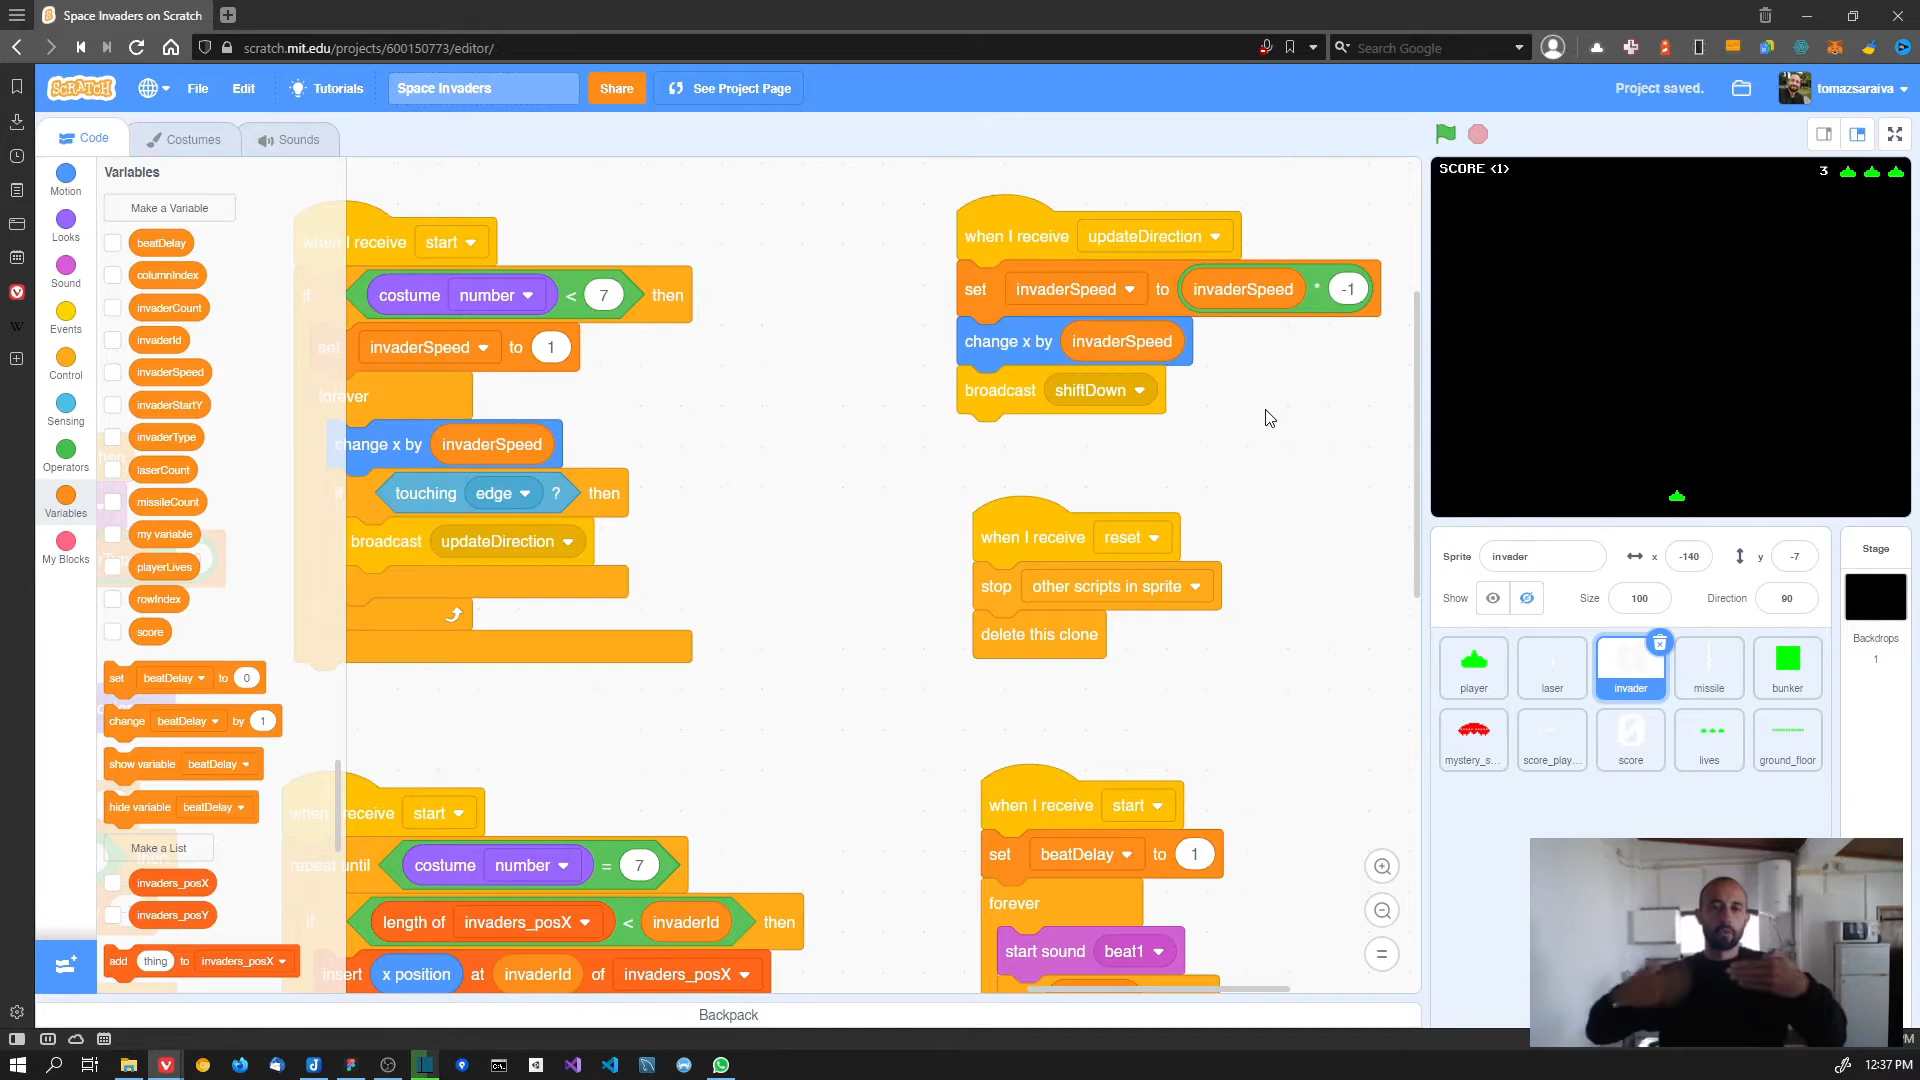 Space Invaders on Scratch
scratch.mit.edu/projects/600150773/editor/
Search Google
SCRATCH
File
Edit
Tutorials
Space Invaders
Share
See Project Page
Project saved.
tomazsaraiva
Code
Costumes
Sounds
Motion
Looks
Sound
Events
Control
Sensing
Operators
Variables
My Blocks
Variables
Make a Variable
beatDelay
columnIndex
invaderCount
invaderId
invaderSpeed
invaderStartY
invaderType
laserCount
missileCount
my variable
playerLives
rowIndex
score
set beatDelay to 0
change beatDelay by 1
show variable beatDelay
hide variable beatDelay
Make a List
invaders_posX
invaders_posY
add thing to invaders_posX
when I receive start
if costume number < 7 then
set invaderSpeed to 1
forever
change x by invaderSpeed
if touching edge ? then
broadcast updateDirection
when I receive start
repeat until costume number = 7
if length of invaders_posX < invaderId then
insert x position at invaderId of invaders_posX
when I receive updateDirection
set invaderSpeed to invaderSpeed * -1
change x by invaderSpeed
broadcast shiftDown
when I receive reset
stop other scripts in sprite
delete this clone
when I receive start
set beatDelay to 1
forever
start sound beat1
Backpack
SCORE <1>
3
Sprite invader x -140 y -7
Show Size 100 Direction 90
player
laser
invader
missile
bunker
mystery_s...
score_play...
score
lives
ground_floor
Stage
Backdrops
1
12:37 PM